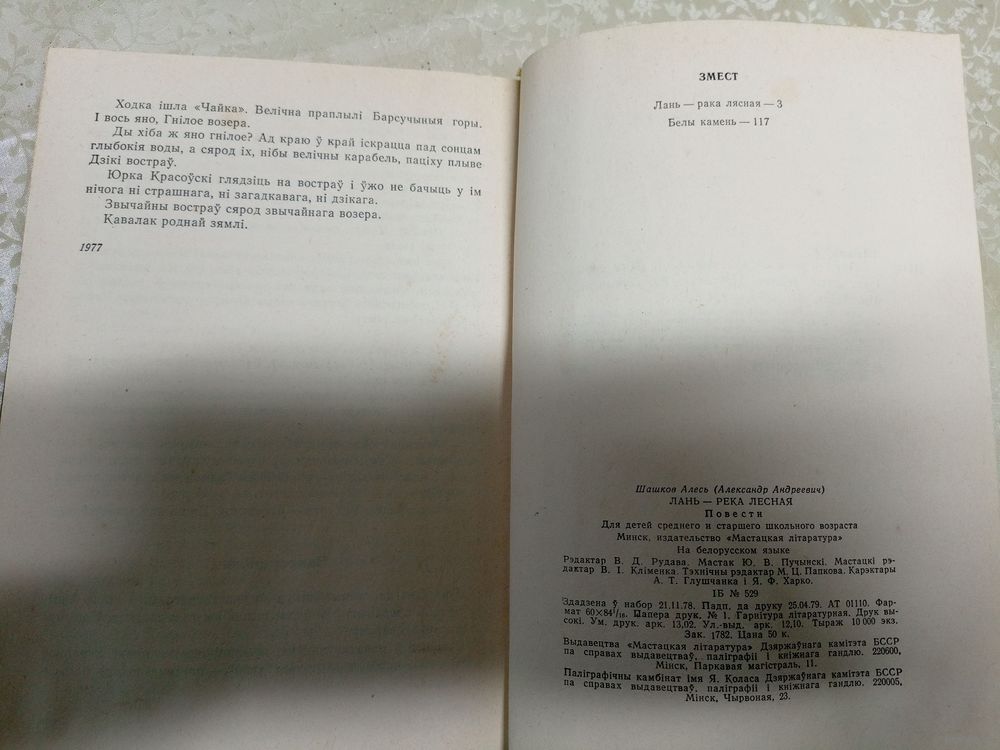 Ходка ішла «Чайка». Велічна праплылі Барсучыныя горы.
І вось яно, Гнілое возера.
Ды хіба ж яно гнілое? Ад краю ў край іскрацца пад сонцам
глыбокія воды, а сярод іх, нібы велічны карабель, паціху плыве
Дзікі востраў.
Юрка Красоўскі глядзіць на востраў і ўжо не бачыць у ім
нічога ні страшнага, ні загадкавага, ні дзікага.
Звычайны востраў сярод звычайнага возера.
Кавалак роднай зямлі.
1977
ЗМЕСТ
Лань — рака лясная — 3
Белы камень — 117
Шашков Алесь (Александр Андреевич)
ЛАНЬ — РЕКА ЛЕСНАЯ
Повести
Для детей среднего и старшего школьного возраста
Минск, издательство «Мастацкая літаратура»
На белорусском языке
Рэдактар В. Д. Рудава. Мастак Ю. В. Пучынскі. Мастацкі рэ-
дактар В. І. Кліменка. Тэхнічны рэдактар М. Ц. Папкова. Карэктары
А. Т. Глушчанка і Я. Ф. Харко.
ІБ № 529
Здадзена ў набор 21.11.78. Падп. да друку 25.04.79. АТ 01110. Фар-
мат 60×84¹/₁₆. Папера друк. № 1. Гарнітура літаратурная. Друк вы-
сокі. Ум. друк. арк. 13,02. Ул.-выд. арк. 12,10. Тыраж 10 000 экз.
Зак. 1782. Цана 50 к.
Выдавецтва «Мастацкая літаратура» Дзяржаўнага камітэта БССР
па справах выдавецтваў, паліграфіі і кніжнага гандлю. 220600,
Мінск, Паркавая магістраль, 11.
Паліграфічны камбінат імя Я. Коласа Дзяржаўнага камітэта БССР
па справах выдавецтваў, паліграфіі і кніжнага гандлю. 220005,
Мінск, Чырвоная, 23.